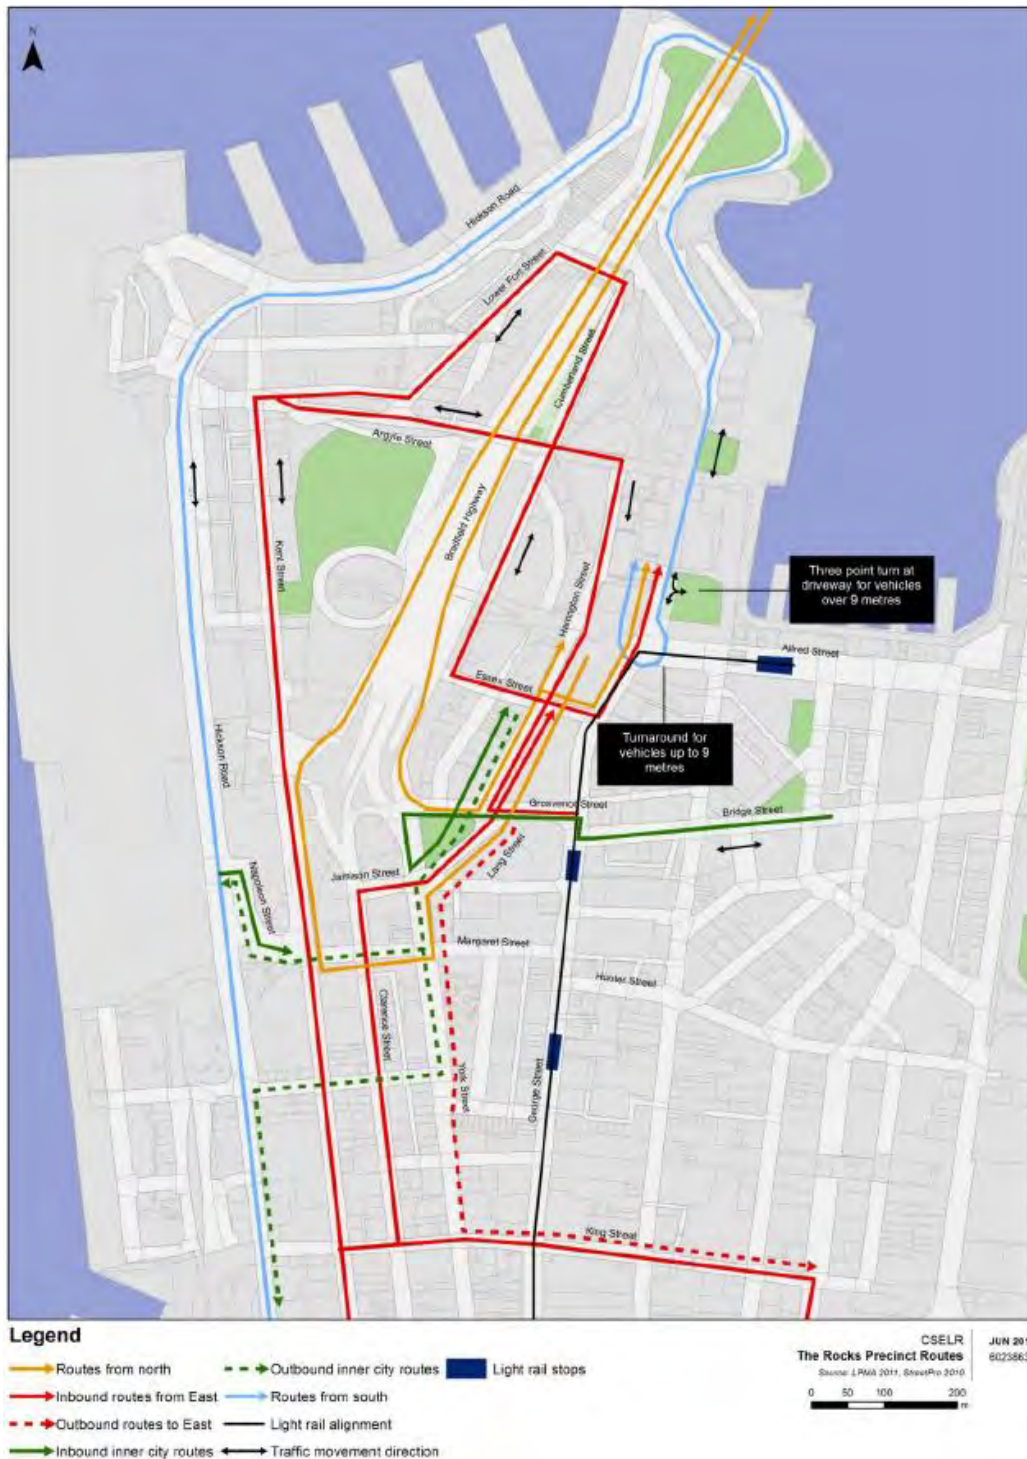 N
Hickson Road
Lower Fort Street
Cumberland Street
Argyle Street
Bradfield Highway
Kent Street
Harrington Street
Three point turn at
driveway for vehicles
over 9 metres
Alfred Street
Essex Street
Turnaround for
vehicles up to 9
metres
Hickson Road
Grosvenor Street
Bridge Street
Lang Street
Jamison Street
Napoleon Street
Margaret Street
Hunter Street
Clarence Street
York Street
George Street
King Street
Legend
Routes from north
Outbound inner city routes
Light rail stops
Inbound routes from East
Routes from south
Outbound routes to East
Light rail alignment
Inbound inner city routes
Traffic movement direction
CSELR
The Rocks Precinct Routes
Source: LPMA 2011, StreetPro 2010
0 50 100 200
m
JUN 201
6023863